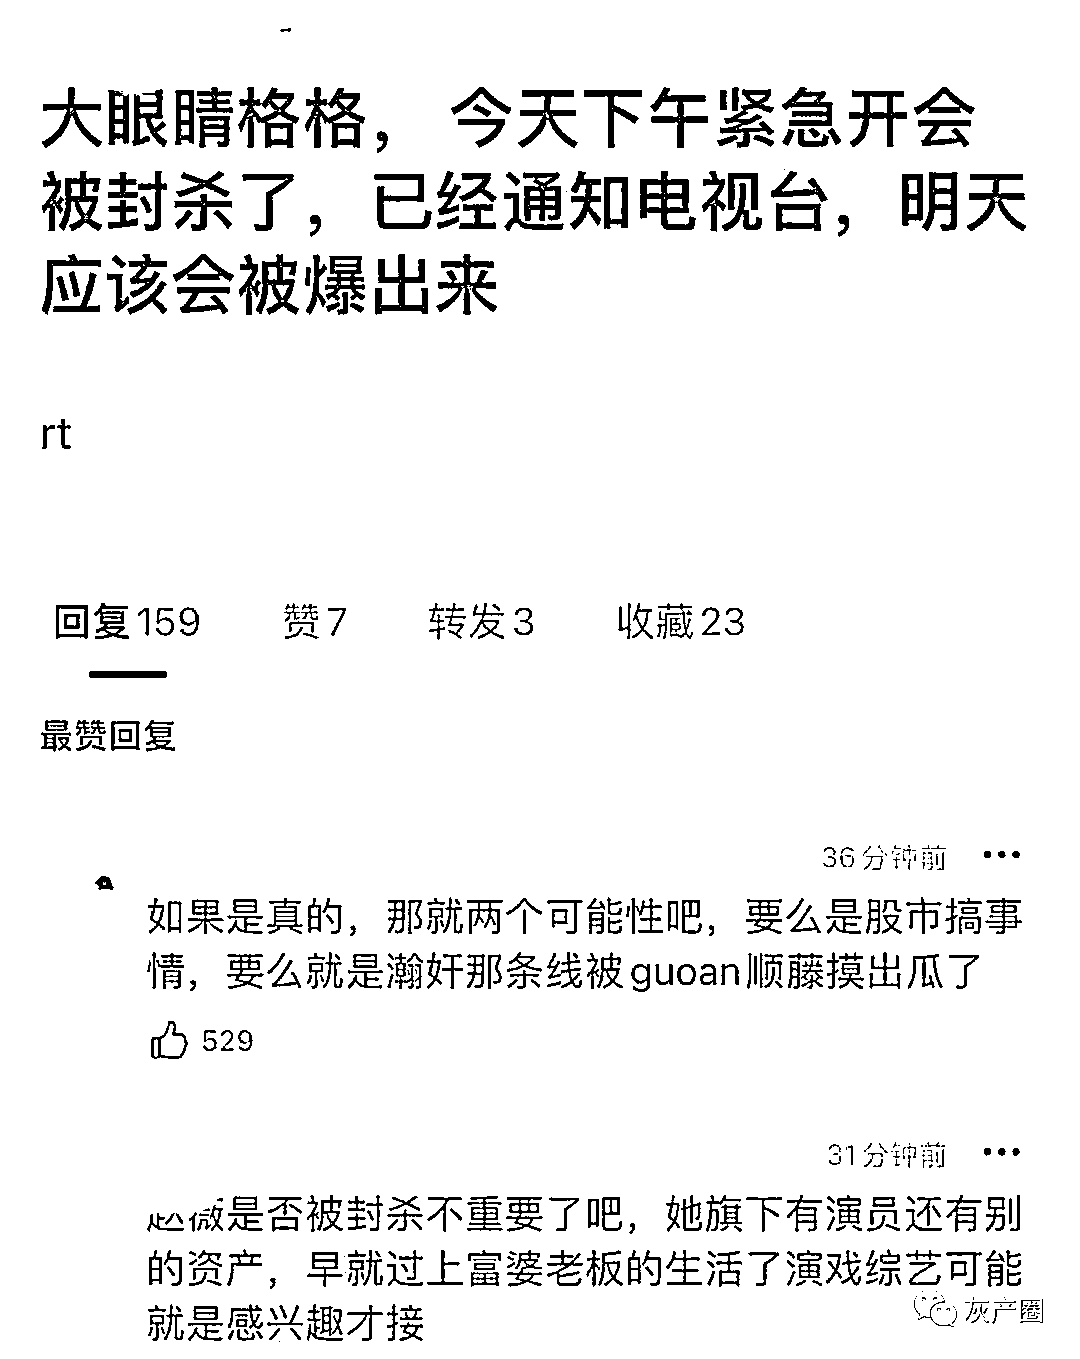 大眼睛格格， 今天下午紧急开会
被封杀了，已经通知电视台，明天
应该会被爆出来
rt
回复159 赞7 转发3 收藏23
最赞回复
36分钟前 •••
如果是真的，那就两个可能性吧，要么是股市搞事
情，要么就是瀚奸那条线被guoan顺藤摸出瓜了
529
31分钟前 •••
赵薇是否被封杀不重要了吧，她旗下有演员还有别
的资产，早就过上富婆老板的生活了演戏综艺可能
就是感兴趣才接
灰产圈